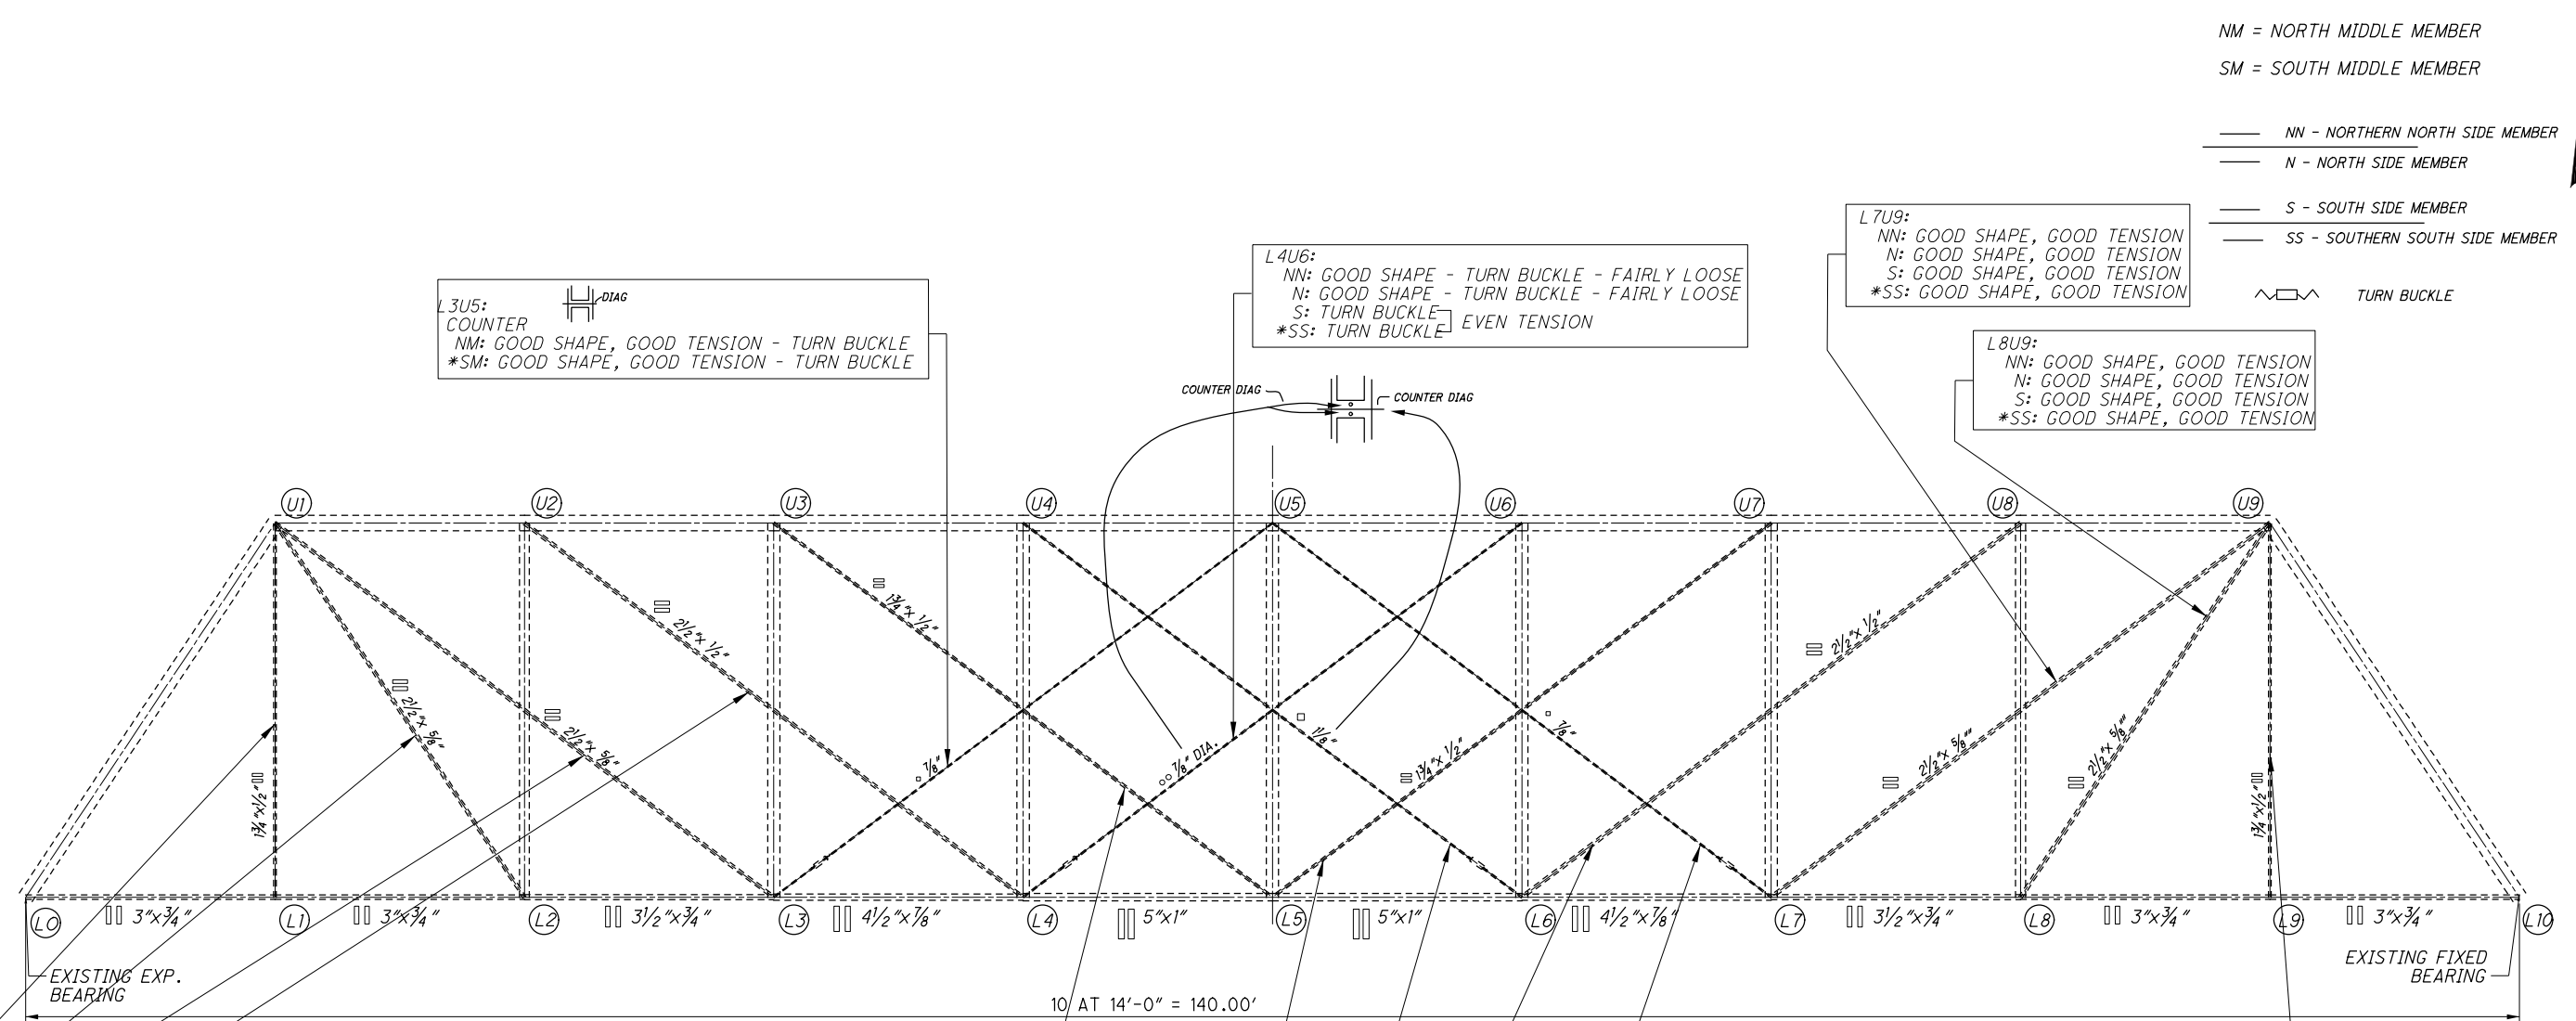 NM = NORTH MIDDLE MEMBER
SM = SOUTH MIDDLE MEMBER
NN - NORTHERN NORTH SIDE MEMBER
N - NORTH SIDE MEMBER
S - SOUTH SIDE MEMBER
SS - SOUTHERN SOUTH SIDE MEMBER
TURN BUCKLE
L7U9:
NN: GOOD SHAPE, GOOD TENSION
N: GOOD SHAPE, GOOD TENSION
S: GOOD SHAPE, GOOD TENSION
*SS: GOOD SHAPE, GOOD TENSION
L4U6:
NN: GOOD SHAPE - TURN BUCKLE - FAIRLY LOOSE
N: GOOD SHAPE - TURN BUCKLE - FAIRLY LOOSE
S: TURN BUCKLE
*SS: TURN BUCKLE
EVEN TENSION
L3U5:
DIAG
COUNTER
NM: GOOD SHAPE, GOOD TENSION - TURN BUCKLE
*SM: GOOD SHAPE, GOOD TENSION - TURN BUCKLE
L8U9:
NN: GOOD SHAPE, GOOD TENSION
N: GOOD SHAPE, GOOD TENSION
S: GOOD SHAPE, GOOD TENSION
*SS: GOOD SHAPE, GOOD TENSION
COUNTER DIAG
COUNTER DIAG
U1
U2
U3
U4
U5
U6
U7
U8
U9
1¾"x½"
2½"x ⅝"
2½"x ⅝"
2½"x ½"
1¾"x ½"
⅞"
⅞" DIA.
1⅛"
1¾"x ½"
⅞"
2½"x ½"
2½"x ⅝"
2½"x ⅝"
1¾"x½"
L0
3"x¾"
L1
3"x¾"
L2
3½"x¾"
L3
4½"x⅞"
L4
5"x1"
L5
5"x1"
L6
4½"x⅞"
L7
3½"x¾"
L8
3"x¾"
L9
3"x¾"
L10
EXISTING EXP.
BEARING
EXISTING FIXED
BEARING
10 AT 14'-0" = 140.00'